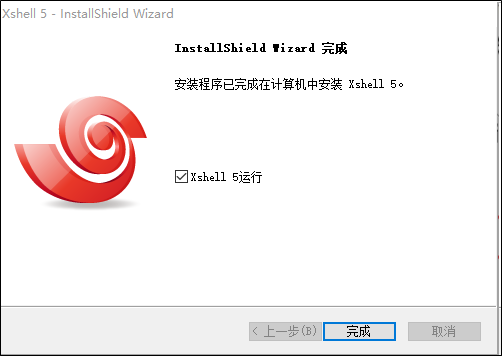 Xshell 5 - InstallShield Wizard
InstallShield Wizard 完成
安装程序已完成在计算机中安装 Xshell 5。
Xshell 5运行
< 上一步(B)
完成
取消